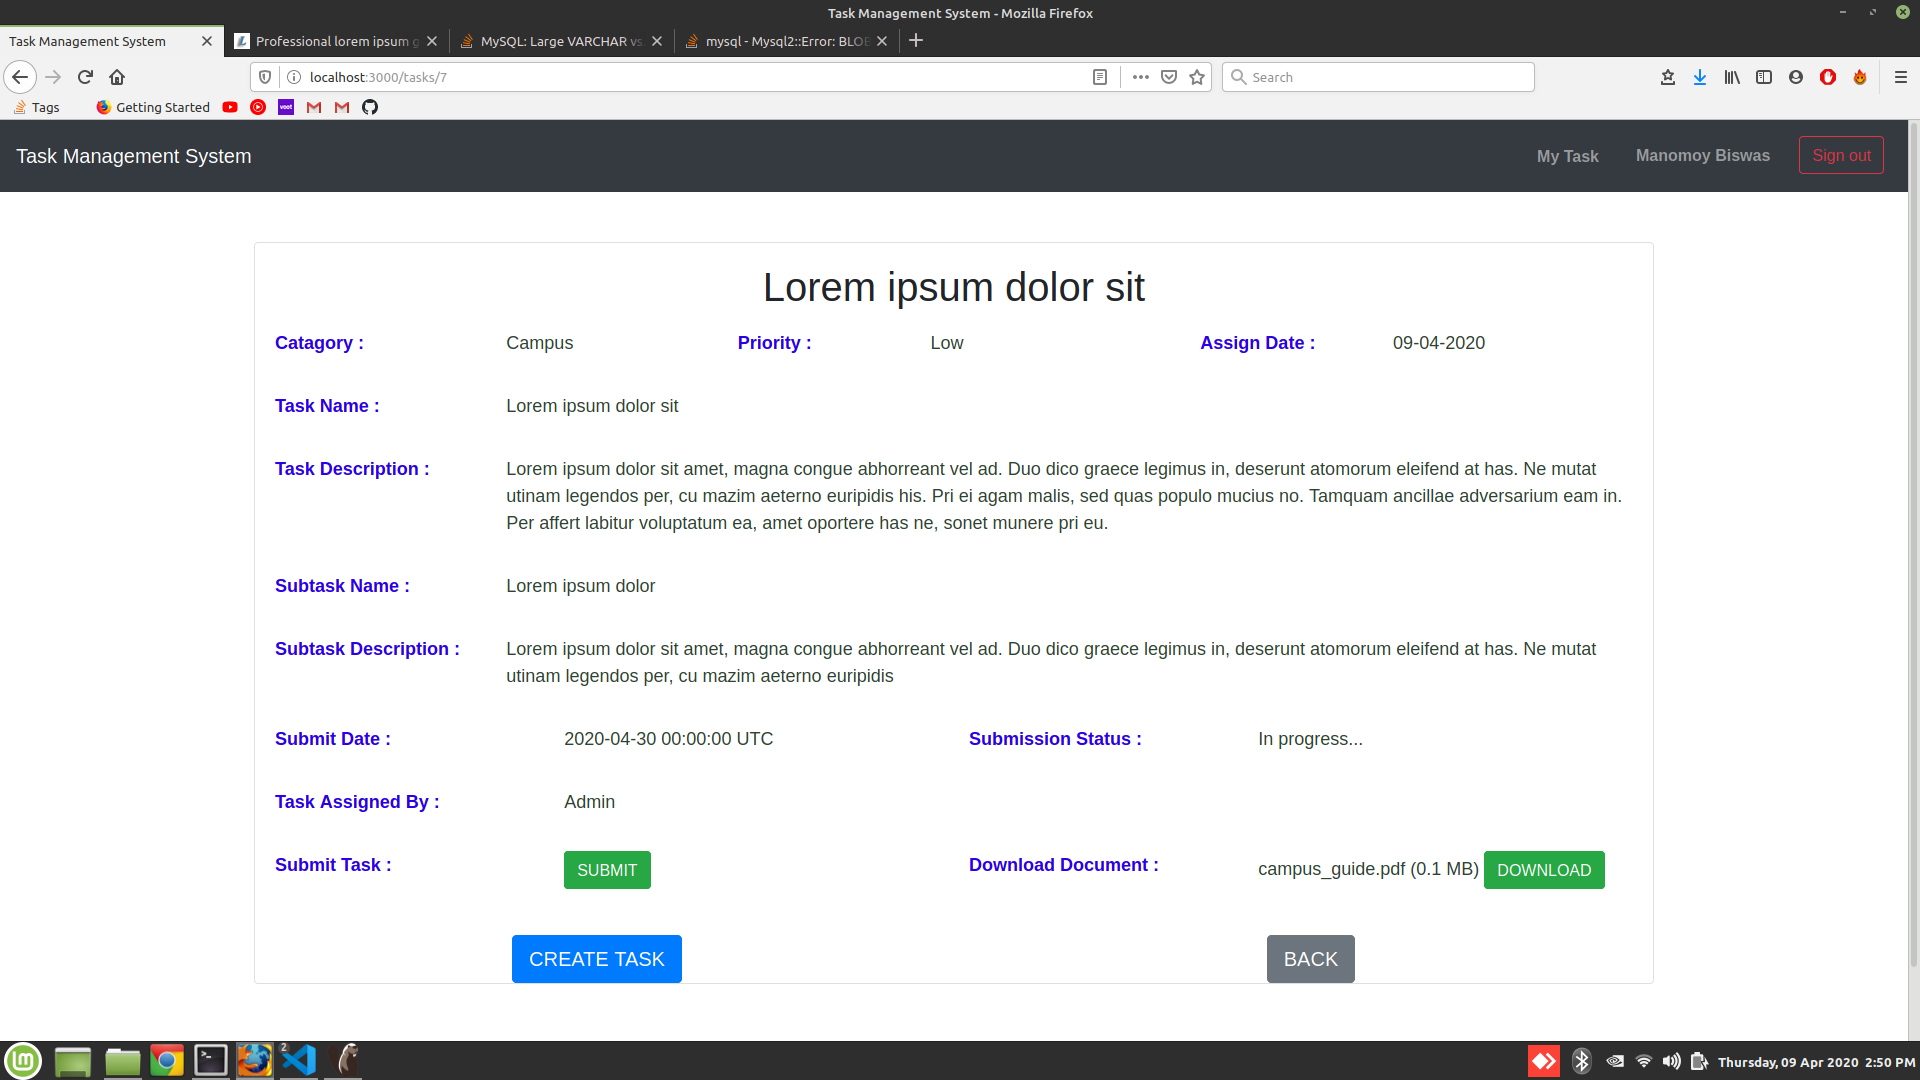 Task Management System - Mozilla Firefox
Task Management System
Professional lorem ipsum g
MySQL: Large VARCHAR vs.
mysql - Mysql2::Error: BLOB
localhost:3000/tasks/7
Search
Tags
Getting Started
voot
Task Management System
My Task
Manomoy Biswas
Sign out
Lorem ipsum dolor sit
Catagory : Campus Priority : Low Assign Date : 09-04-2020
Task Name : Lorem ipsum dolor sit
Task Description : Lorem ipsum dolor sit amet, magna congue abhorreant vel ad. Duo dico graece legimus in, deserunt atomorum eleifend at has. Ne mutat
utinam legendos per, cu mazim aeterno euripidis his. Pri ei agam malis, sed quas populo mucius no. Tamquam ancillae adversarium eam in.
Per affert labitur voluptatum ea, amet oportere has ne, sonet munere pri eu.
Subtask Name : Lorem ipsum dolor
Subtask Description : Lorem ipsum dolor sit amet, magna congue abhorreant vel ad. Duo dico graece legimus in, deserunt atomorum eleifend at has. Ne mutat
utinam legendos per, cu mazim aeterno euripidis
Submit Date : 2020-04-30 00:00:00 UTC Submission Status : In progress...
Task Assigned By : Admin
Submit Task : SUBMIT Download Document : campus_guide.pdf (0.1 MB) DOWNLOAD
CREATE TASK BACK
2
Thursday, 09 Apr 2020 2:50 PM